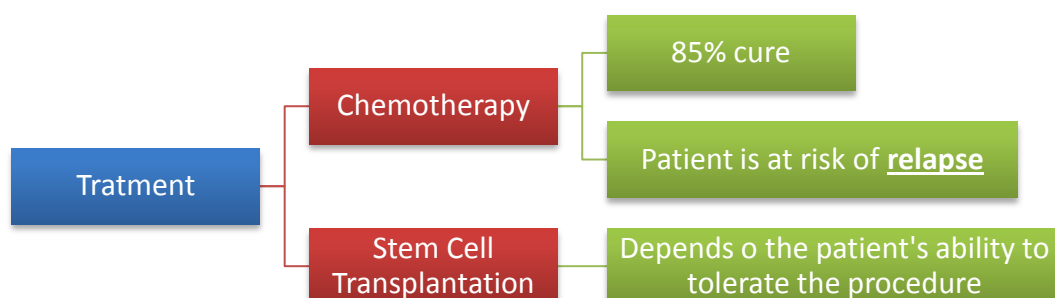 Tratment
Chemotherapy
85% cure
Patient is at risk of relapse
Stem Cell
Transplantation
Depends o the patient's ability to
tolerate the procedure